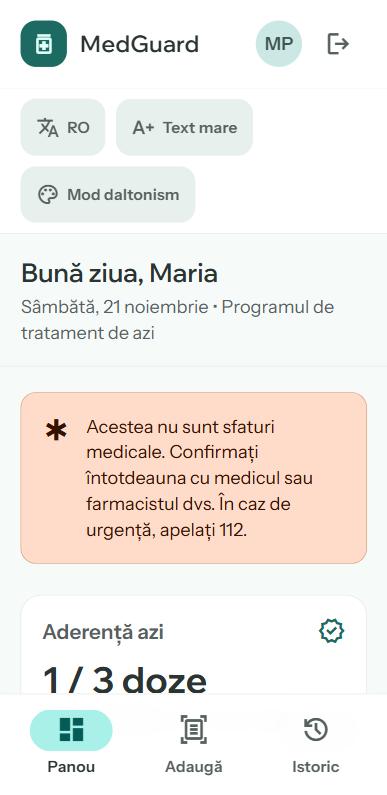 MedGuard
MP
RO
A+ Text mare
Mod daltonism
Bună ziua, Maria
Sâmbătă, 21 noiembrie • Programul de
tratament de azi
Acestea nu sunt sfaturi
medicale. Confirmați
întotdeauna cu medicul sau
farmacistul dvs. În caz de
urgență, apelați 112.
Aderență azi
1 / 3 doze
Panou
Adaugă
Istoric